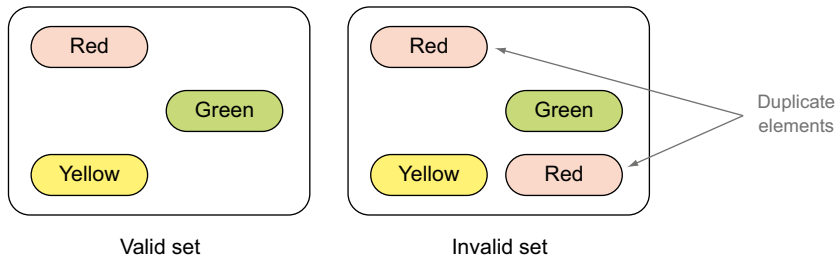 Red
Green
Yellow
Valid set
Red
Green
Yellow
Red
Invalid set
Duplicate
elements